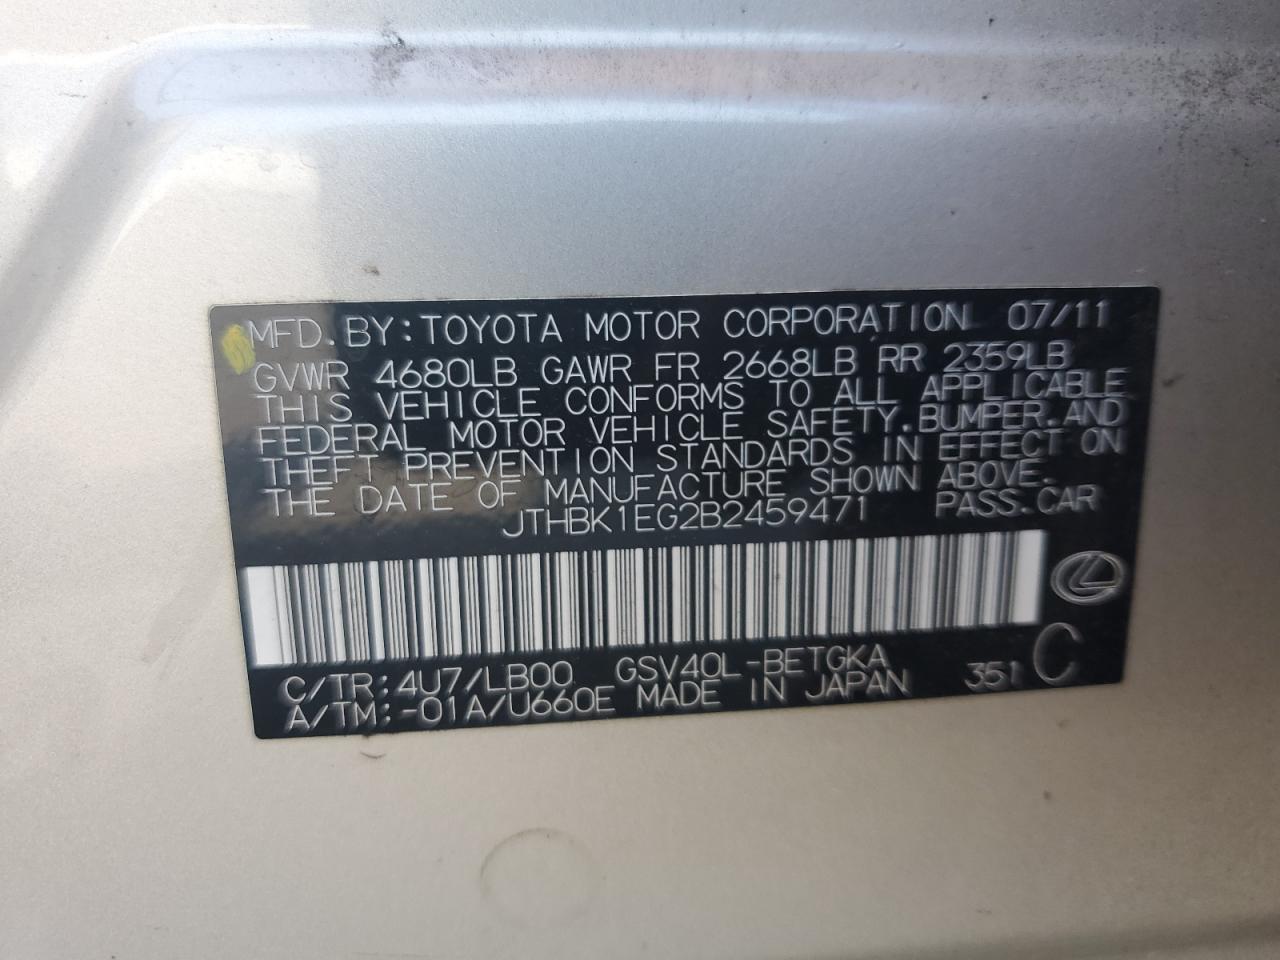 MFD.BY:TOYOTA MOTOR CORPORATION 07/11
GVWR 4680LB GAWR FR 2668LB RR 2359LB
THIS VEHICLE CONFORMS TO ALL APPLICABLE
FEDERAL MOTOR VEHICLE SAFETY.BUMPER.AND
THEFT PREVENTION STANDARDS IN EFFECT ON
THE DATE OF MANUFACTURE SHOWN ABOVE.
JTHBK1EG2B2459471 PASS.CAR
C/TR:4U7/LB00 GSV40L-BETGKA
A/TM:-01A/U660E MADE IN JAPAN 351 C